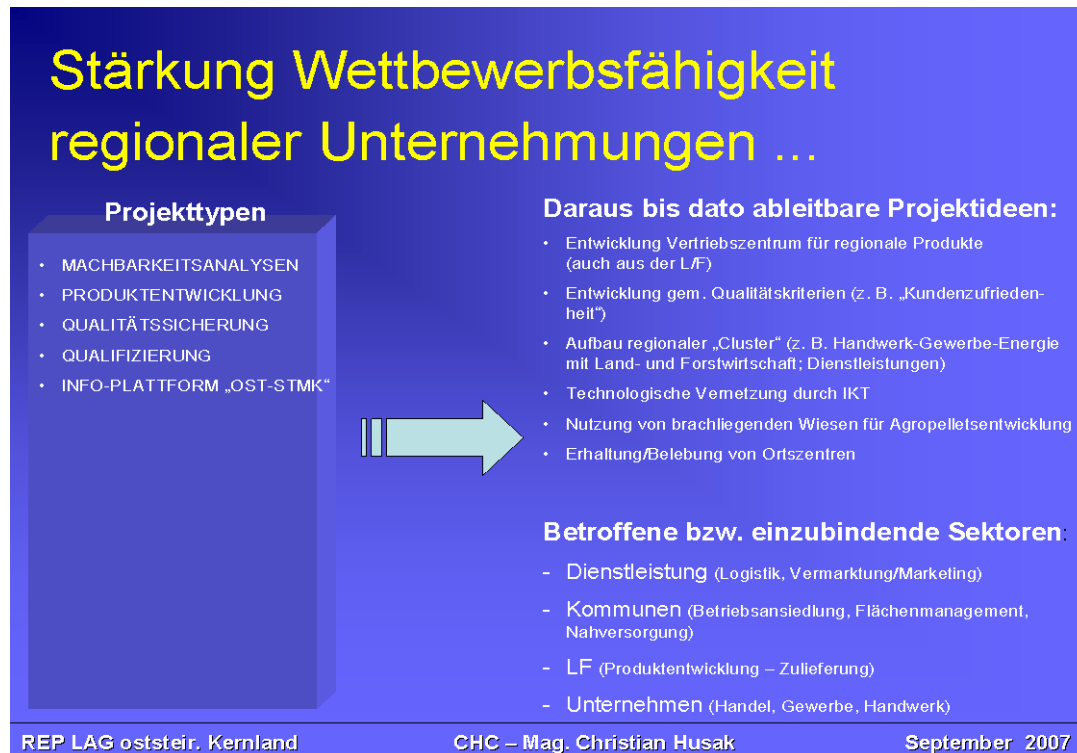 Stärkung Wettbewerbsfähigkeit
regionaler Unternehmungen ...
Projekttypen
• MACHBARKEITSANALYSEN
• PRODUKTENTWICKLUNG
• QUALITÄTSSICHERUNG
• QUALIFIZIERUNG
• INFO-PLATTFORM „OST-STMK“
Daraus bis dato ableitbare Projektideen:
• Entwicklung Vertriebszentrum für regionale Produkte
(auch aus der L/F)
• Entwicklung gem. Qualitätskriterien (z. B. „Kundenzufrieden-
heit“)
• Aufbau regionaler „Cluster“ (z. B. Handwerk-Gewerbe-Energie
mit Land- und Forstwirtschaft; Dienstleistungen)
• Technologische Vernetzung durch IKT
• Nutzung von brachliegenden Wiesen für Agropelletsentwicklung
• Erhaltung/Belebung von Ortszentren
Betroffene bzw. einzubindende Sektoren:
- Dienstleistung (Logistik, Vermarktung/Marketing)
- Kommunen (Betriebsansiedlung, Flächenmanagement,
Nahversorgung)
- LF (Produktentwicklung – Zulieferung)
- Unternehmen (Handel, Gewerbe, Handwerk)
REP LAG oststeir. Kernland
CHC – Mag. Christian Husak
September 2007